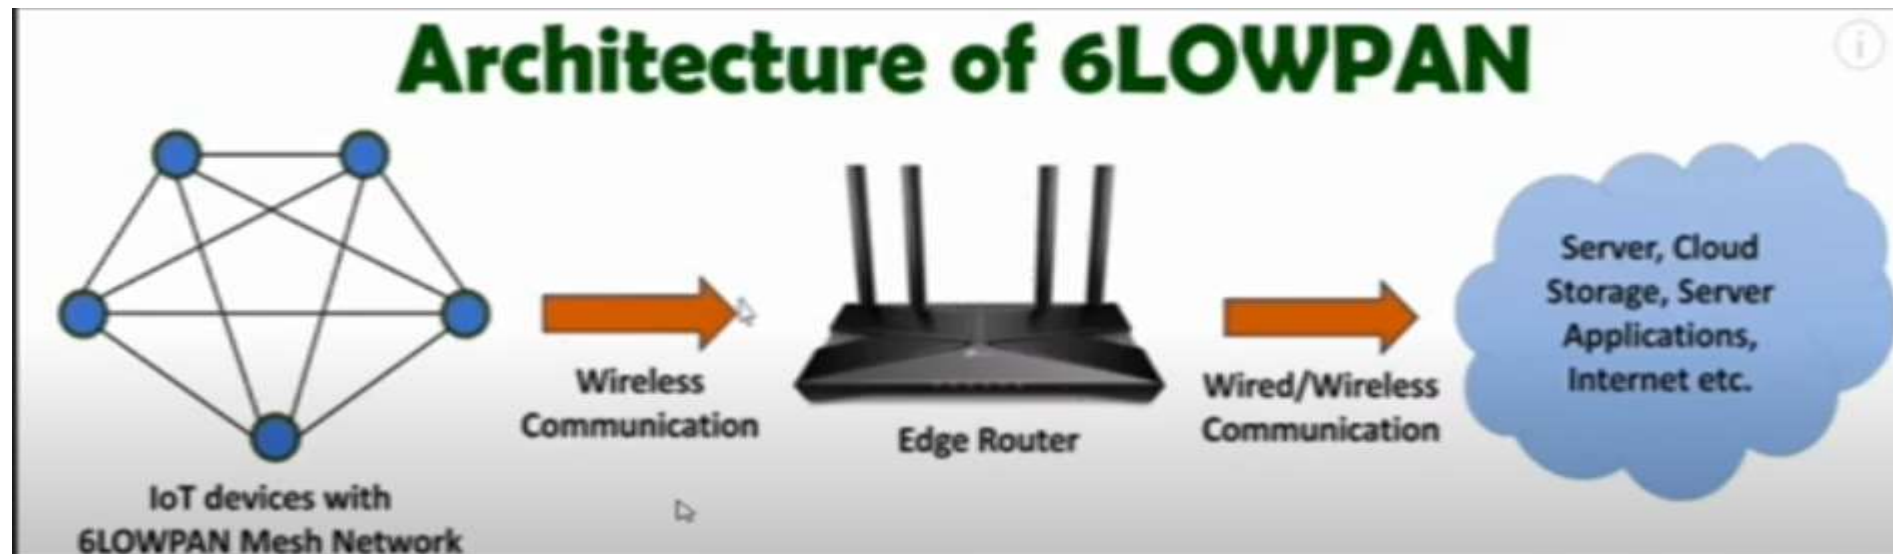 Architecture of 6LOWPAN
IoT devices with
6LOWPAN Mesh Network
Wireless
Communication
Edge Router
Wired/Wireless
Communication
Server, Cloud
Storage, Server
Applications,
Internet etc.